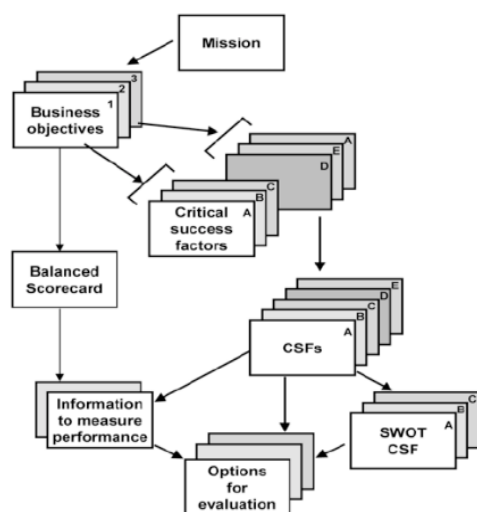 Mission
3
2
1
Business
objectives
A
E
D
C
B
A
Critical
success
factors
Balanced
Scorecard
E
D
C
B
A
CSFs
Information
to measure
performance
C
B
A
SWOT
CSF
Options
for
evaluation